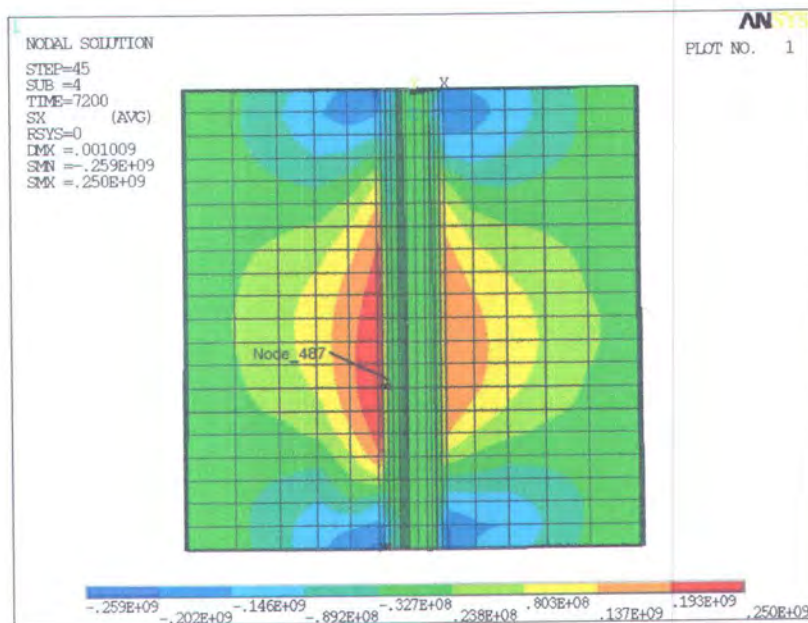 1
ANSYS
NODAL SOLUTION
PLOT NO. 1
STEP=45
SUB =4
TIME=7200
SX (AVG)
RSYS=0
DMX =.001009
SMN =-.259E+09
SMX =.250E+09
Y X
Node_487
-.259E+09 -.146E+09 -.327E+08 .803E+08 .193E+09
-.202E+09 -.892E+08 .238E+08 .137E+09 .250E+09